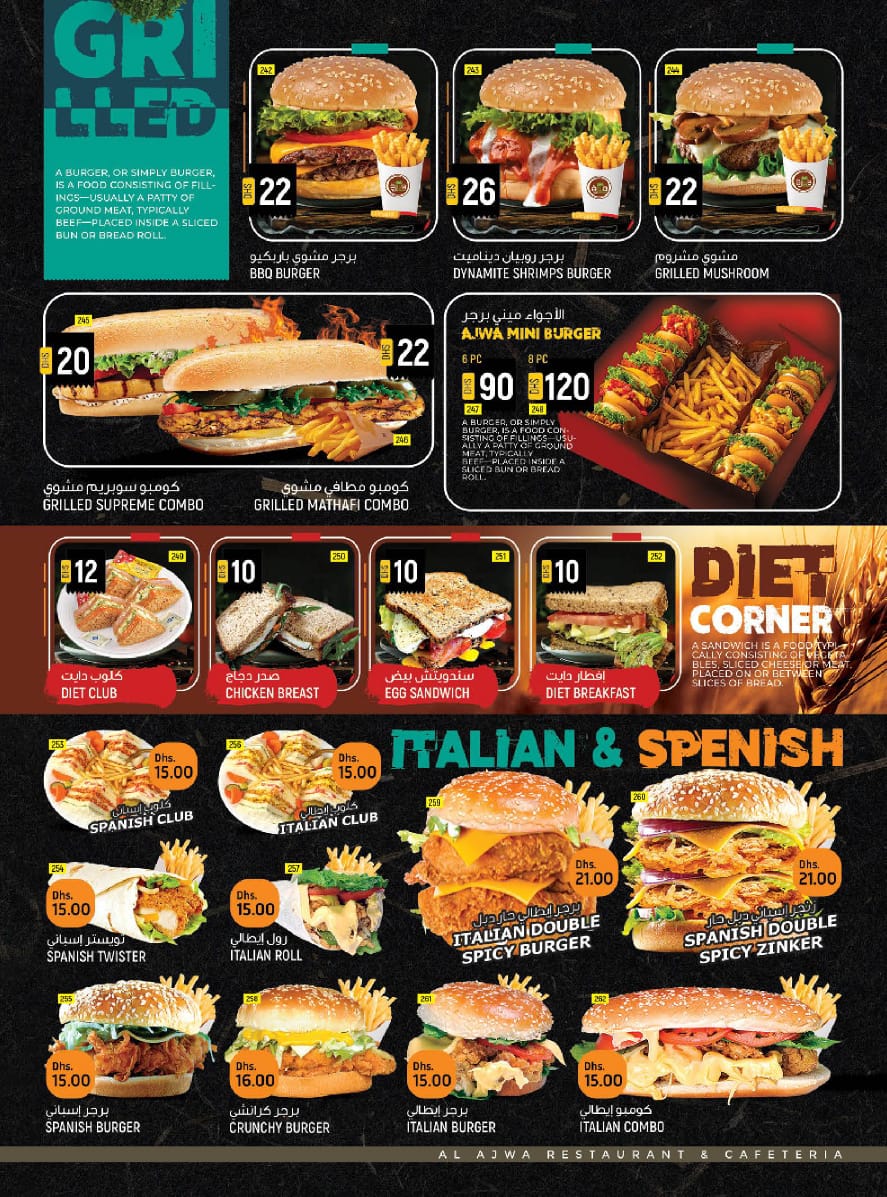 GRI
LLED
A BURGER, OR SIMPLY BURGER,
IS A FOOD CONSISTING OF FILL-
INGS—USUALLY A PATTY OF
GROUND MEAT, TYPICALLY
BEEF—PLACED INSIDE A SLICED
BUN OR BREAD ROLL.
242
DHS 22
برجر مشوي باربكيو
BBQ BURGER
243
DHS 26
برجر روبيان ديناميت
DYNAMITE SHRIMPS BURGER
244
DHS 22
مشوي مشروم
GRILLED MUSHROOM
245
DHS 20
كومبو سوبريم مشوي
GRILLED SUPREME COMBO
DHS 22
246
كومبو مطافي مشوي
GRILLED MATHAFI COMBO
الأجواء ميني برجر
AJWA MINI BURGER
6 PC 8 PC
DHS 90 DHS 120
247 248
A BURGER, OR SIMPLY
BURGER, IS A FOOD CON-
SISTING OF FILLINGS—USU-
ALLY A PATTY OF GROUND
MEAT, TYPICALLY
BEEF—PLACED INSIDE A
SLICED BUN OR BREAD
ROLL.
249
DHS 12
كلوب دايت
DIET CLUB
250
DHS 10
صدر دجاج
CHICKEN BREAST
251
DHS 10
سندويتش بيض
EGG SANDWICH
252
DHS 10
إفطار دايت
DIET BREAKFAST
DIET
CORNER
A SANDWICH IS A FOOD TYPI-
CALLY CONSISTING OF VEGETA
BLES, SLICED CHEESE OR MEAT,
PLACED ON OR BETWEEN
SLICES OF BREAD.
ITALIAN & SPENISH
253
Dhs.
15.00
كلوب إسباني
SPANISH CLUB
256
Dhs.
15.00
كلوب إيطالي
ITALIAN CLUB
254
Dhs.
15.00
تويستر إسباني
SPANISH TWISTER
257
Dhs.
15.00
رول إيطالي
ITALIAN ROLL
259
Dhs.
21.00
برجر إيطالي حار دبل
ITALIAN DOUBLE
SPICY BURGER
260
Dhs.
21.00
زنجر إسباني دبل حار
SPANISH DOUBLE
SPICY ZINKER
255
Dhs.
15.00
برجر إسباني
SPANISH BURGER
258
Dhs.
16.00
برجر كرانشي
CRUNCHY BURGER
261
Dhs.
15.00
برجر إيطالي
ITALIAN BURGER
262
Dhs.
15.00
كومبو إيطالي
ITALIAN COMBO
AL AJWA RESTAURANT & CAFETERIA